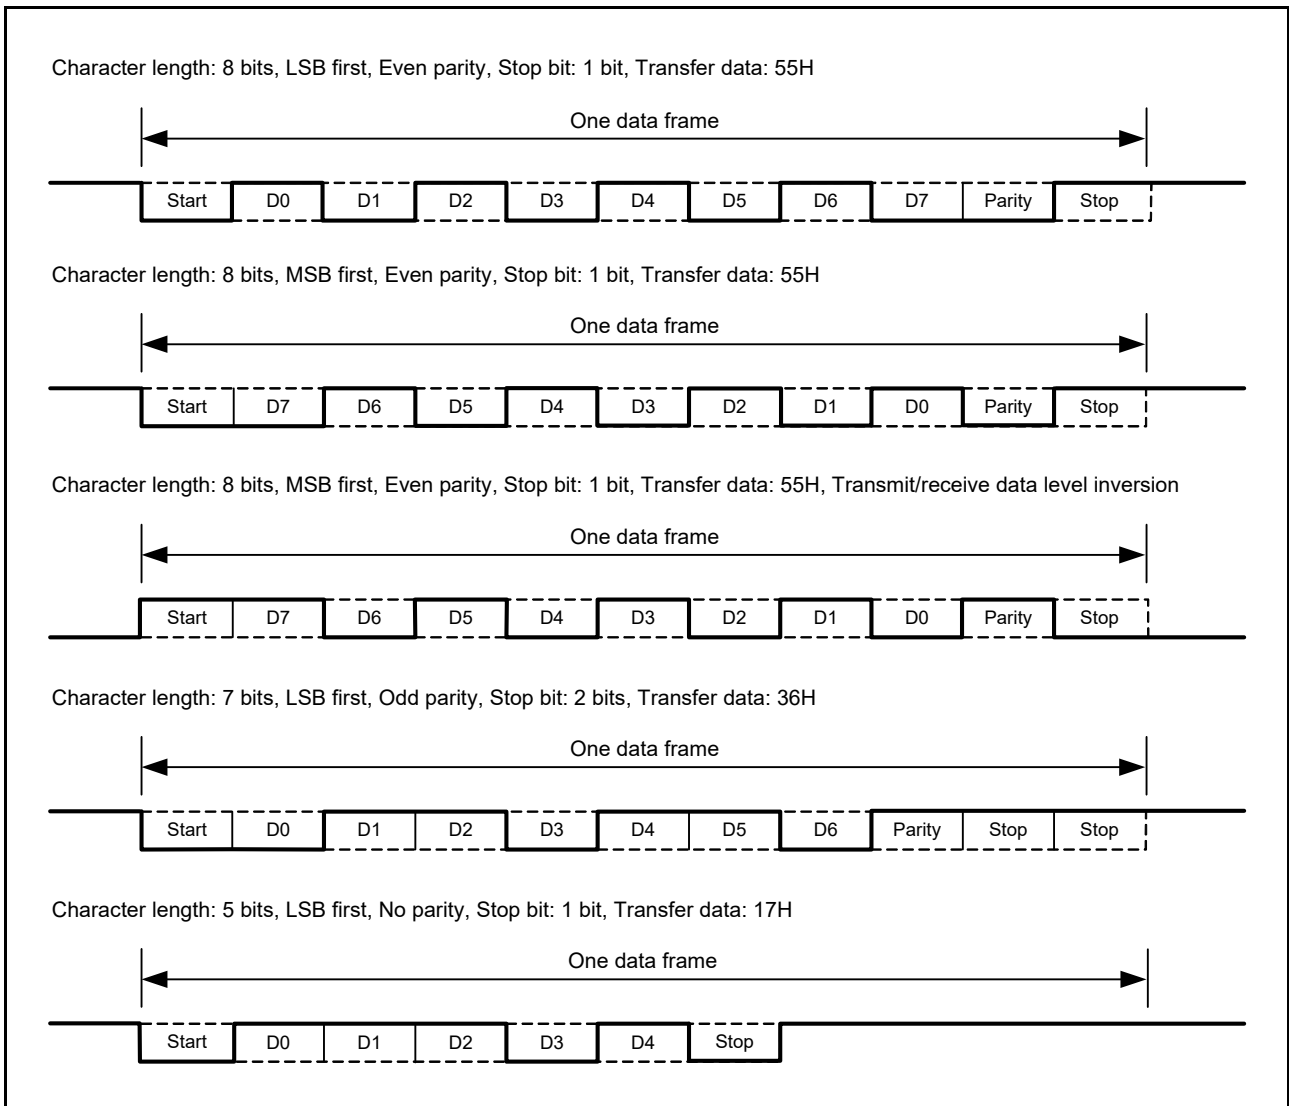 Character length: 8 bits, LSB first, Even parity, Stop bit: 1 bit, Transfer data: 55H
One data frame
Start D0 D1 D2 D3 D4 D5 D6 D7 Parity Stop
Character length: 8 bits, MSB first, Even parity, Stop bit: 1 bit, Transfer data: 55H
One data frame
Start D7 D6 D5 D4 D3 D2 D1 D0 Parity Stop
Character length: 8 bits, MSB first, Even parity, Stop bit: 1 bit, Transfer data: 55H, Transmit/receive data level inversion
One data frame
Start D7 D6 D5 D4 D3 D2 D1 D0 Parity Stop
Character length: 7 bits, LSB first, Odd parity, Stop bit: 2 bits, Transfer data: 36H
One data frame
Start D0 D1 D2 D3 D4 D5 D6 Parity Stop Stop
Character length: 5 bits, LSB first, No parity, Stop bit: 1 bit, Transfer data: 17H
One data frame
Start D0 D1 D2 D3 D4 Stop